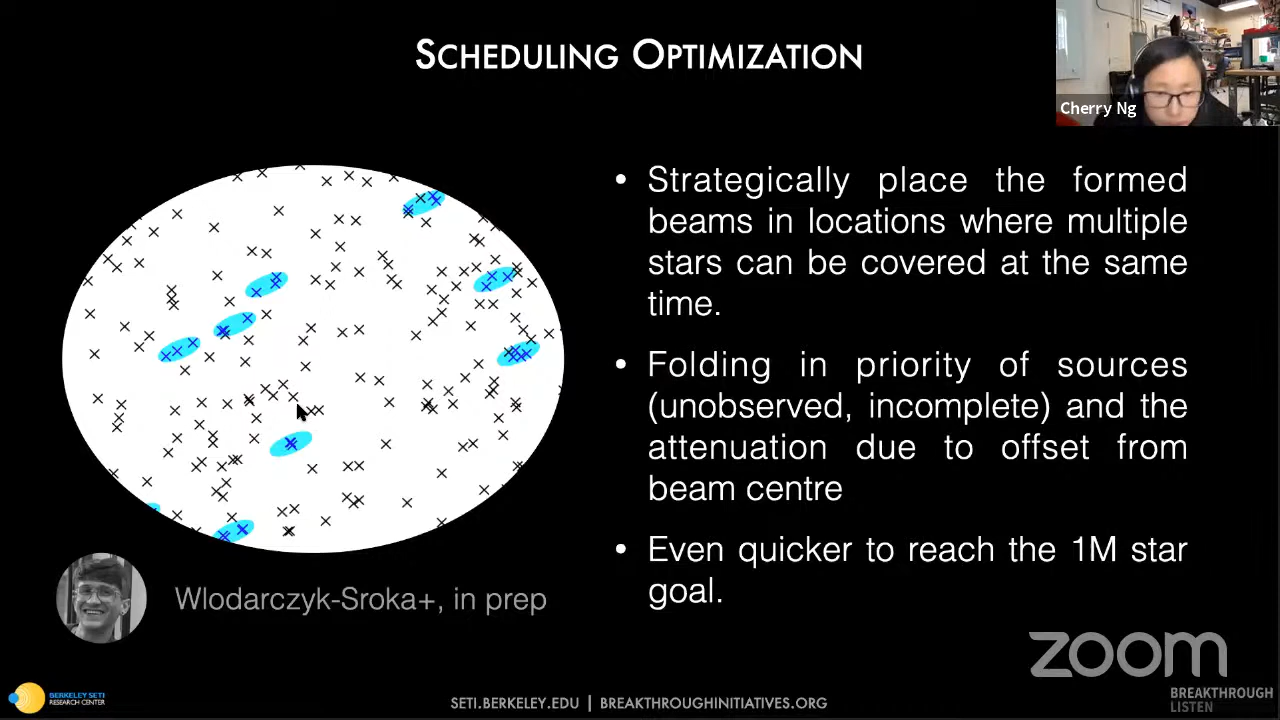 SCHEDULING OPTIMIZATION
Cherry Ng
• Strategically place the formed
beams in locations where multiple
stars can be covered at the same
time.
• Folding in priority of sources
(unobserved, incomplete) and the
attenuation due to offset from
beam centre
• Even quicker to reach the 1M star
goal.
Wlodarczyk-Sroka+, in prep
zoom
BERKELEY SETI
RESEARCH CENTER
SETI.BERKELEY.EDU | BREAKTHROUGHINITIATIVES.ORG
BREAKTHROUGH
LISTEN